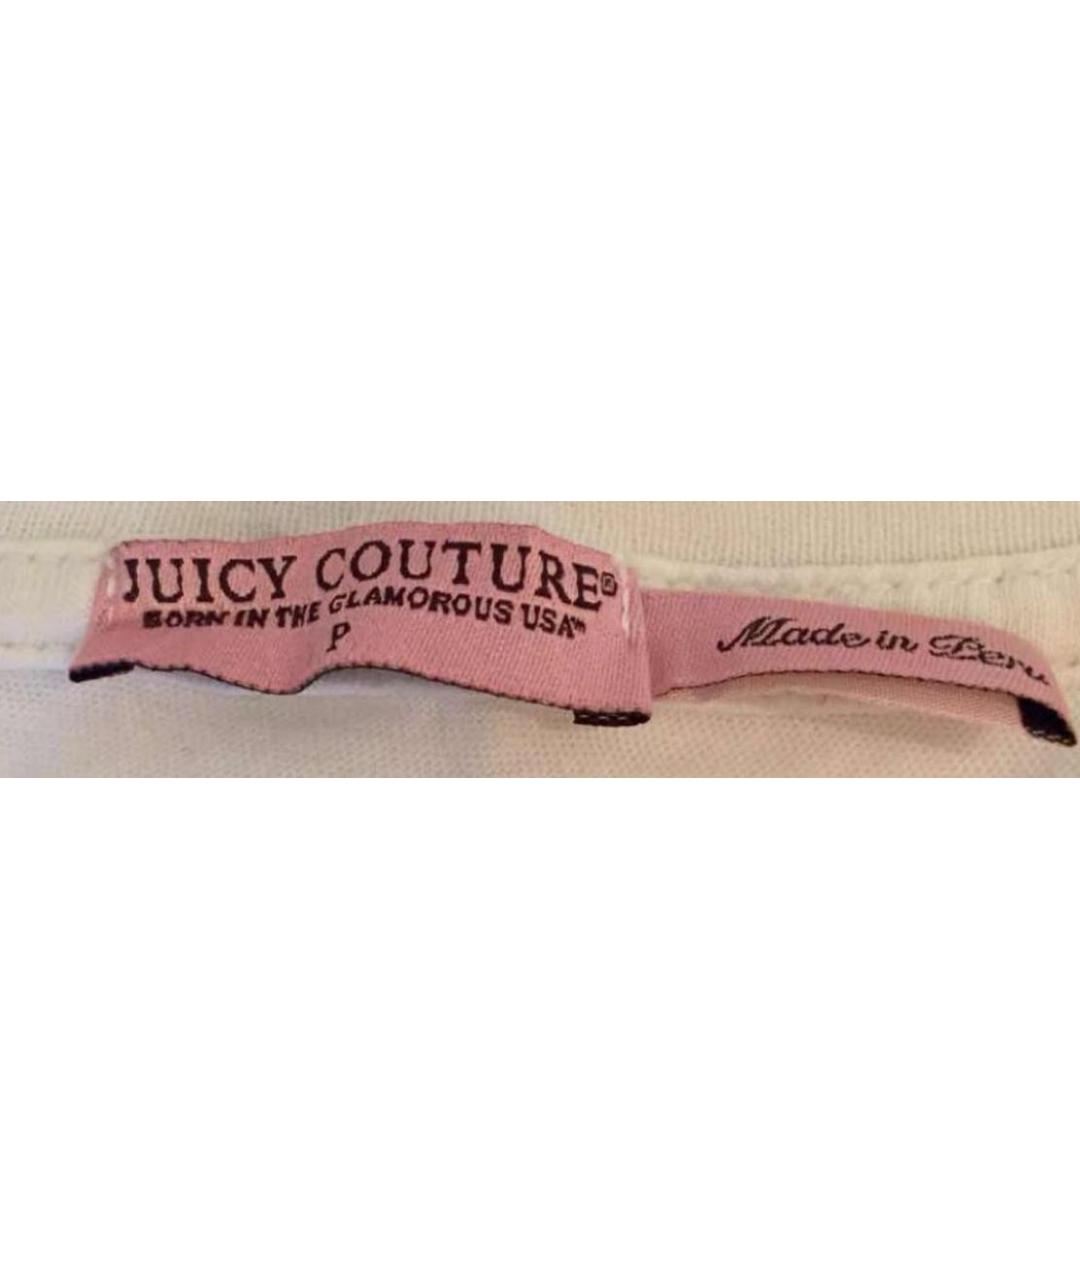 JUICY COUTURE®
BORN IN THE GLAMOROUS USA™
P
Made in Peru